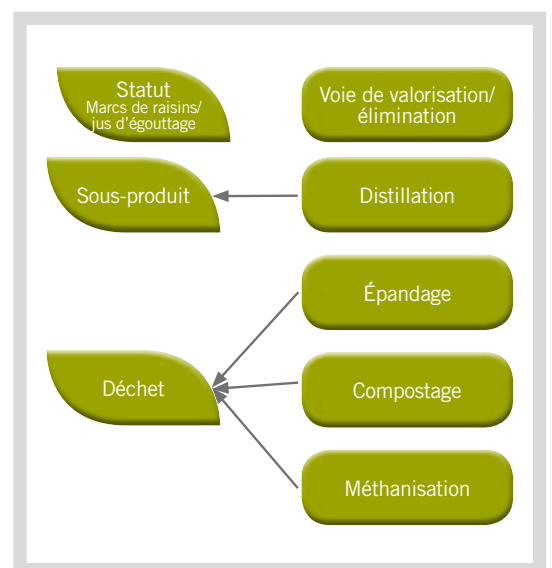 Statut
Marcs de raisins/
jus d'égouttage
Voie de valorisation/
élimination
Sous-produit
Distillation
Épandage
Déchet
Compostage
Méthanisation